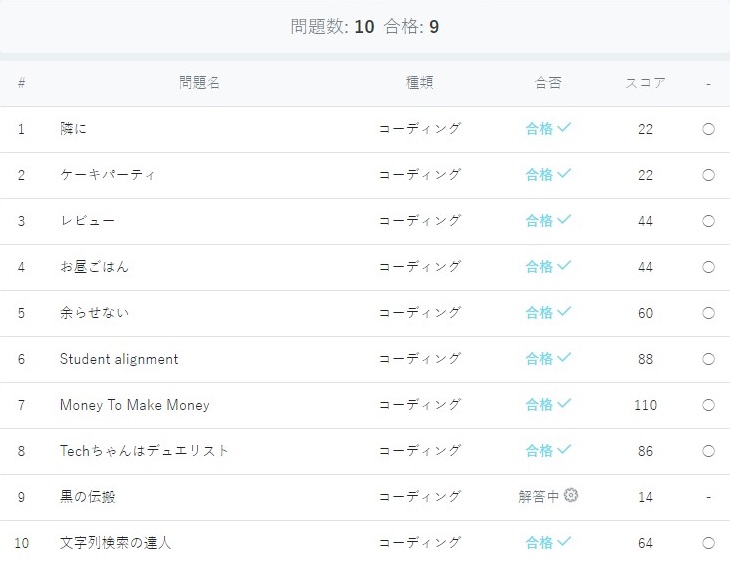 問題数: 10 合格: 9
# 問題名 種類 合否 スコア -
1 隣に コーディング 合格 ✓ 22 ○
2 ケーキパーティ コーディング 合格 ✓ 22 ○
3 レビュー コーディング 合格 ✓ 44 ○
4 お昼ごはん コーディング 合格 ✓ 44 ○
5 余らせない コーディング 合格 ✓ 60 ○
6 Student alignment コーディング 合格 ✓ 88 ○
7 Money To Make Money コーディング 合格 ✓ 110 ○
8 Techちゃんはデュエリスト コーディング 合格 ✓ 86 ○
9 黒の伝搬 コーディング 解答中 14 -
10 文字列検索の達人 コーディング 合格 ✓ 64 ○